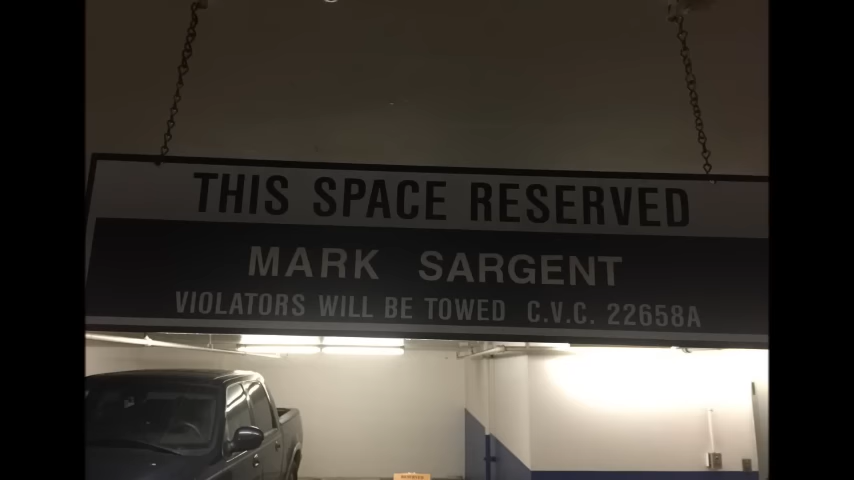 THIS SPACE RESERVED
MARK SARGENT
VIOLATORS WILL BE TOWED C.V.C. 22658A